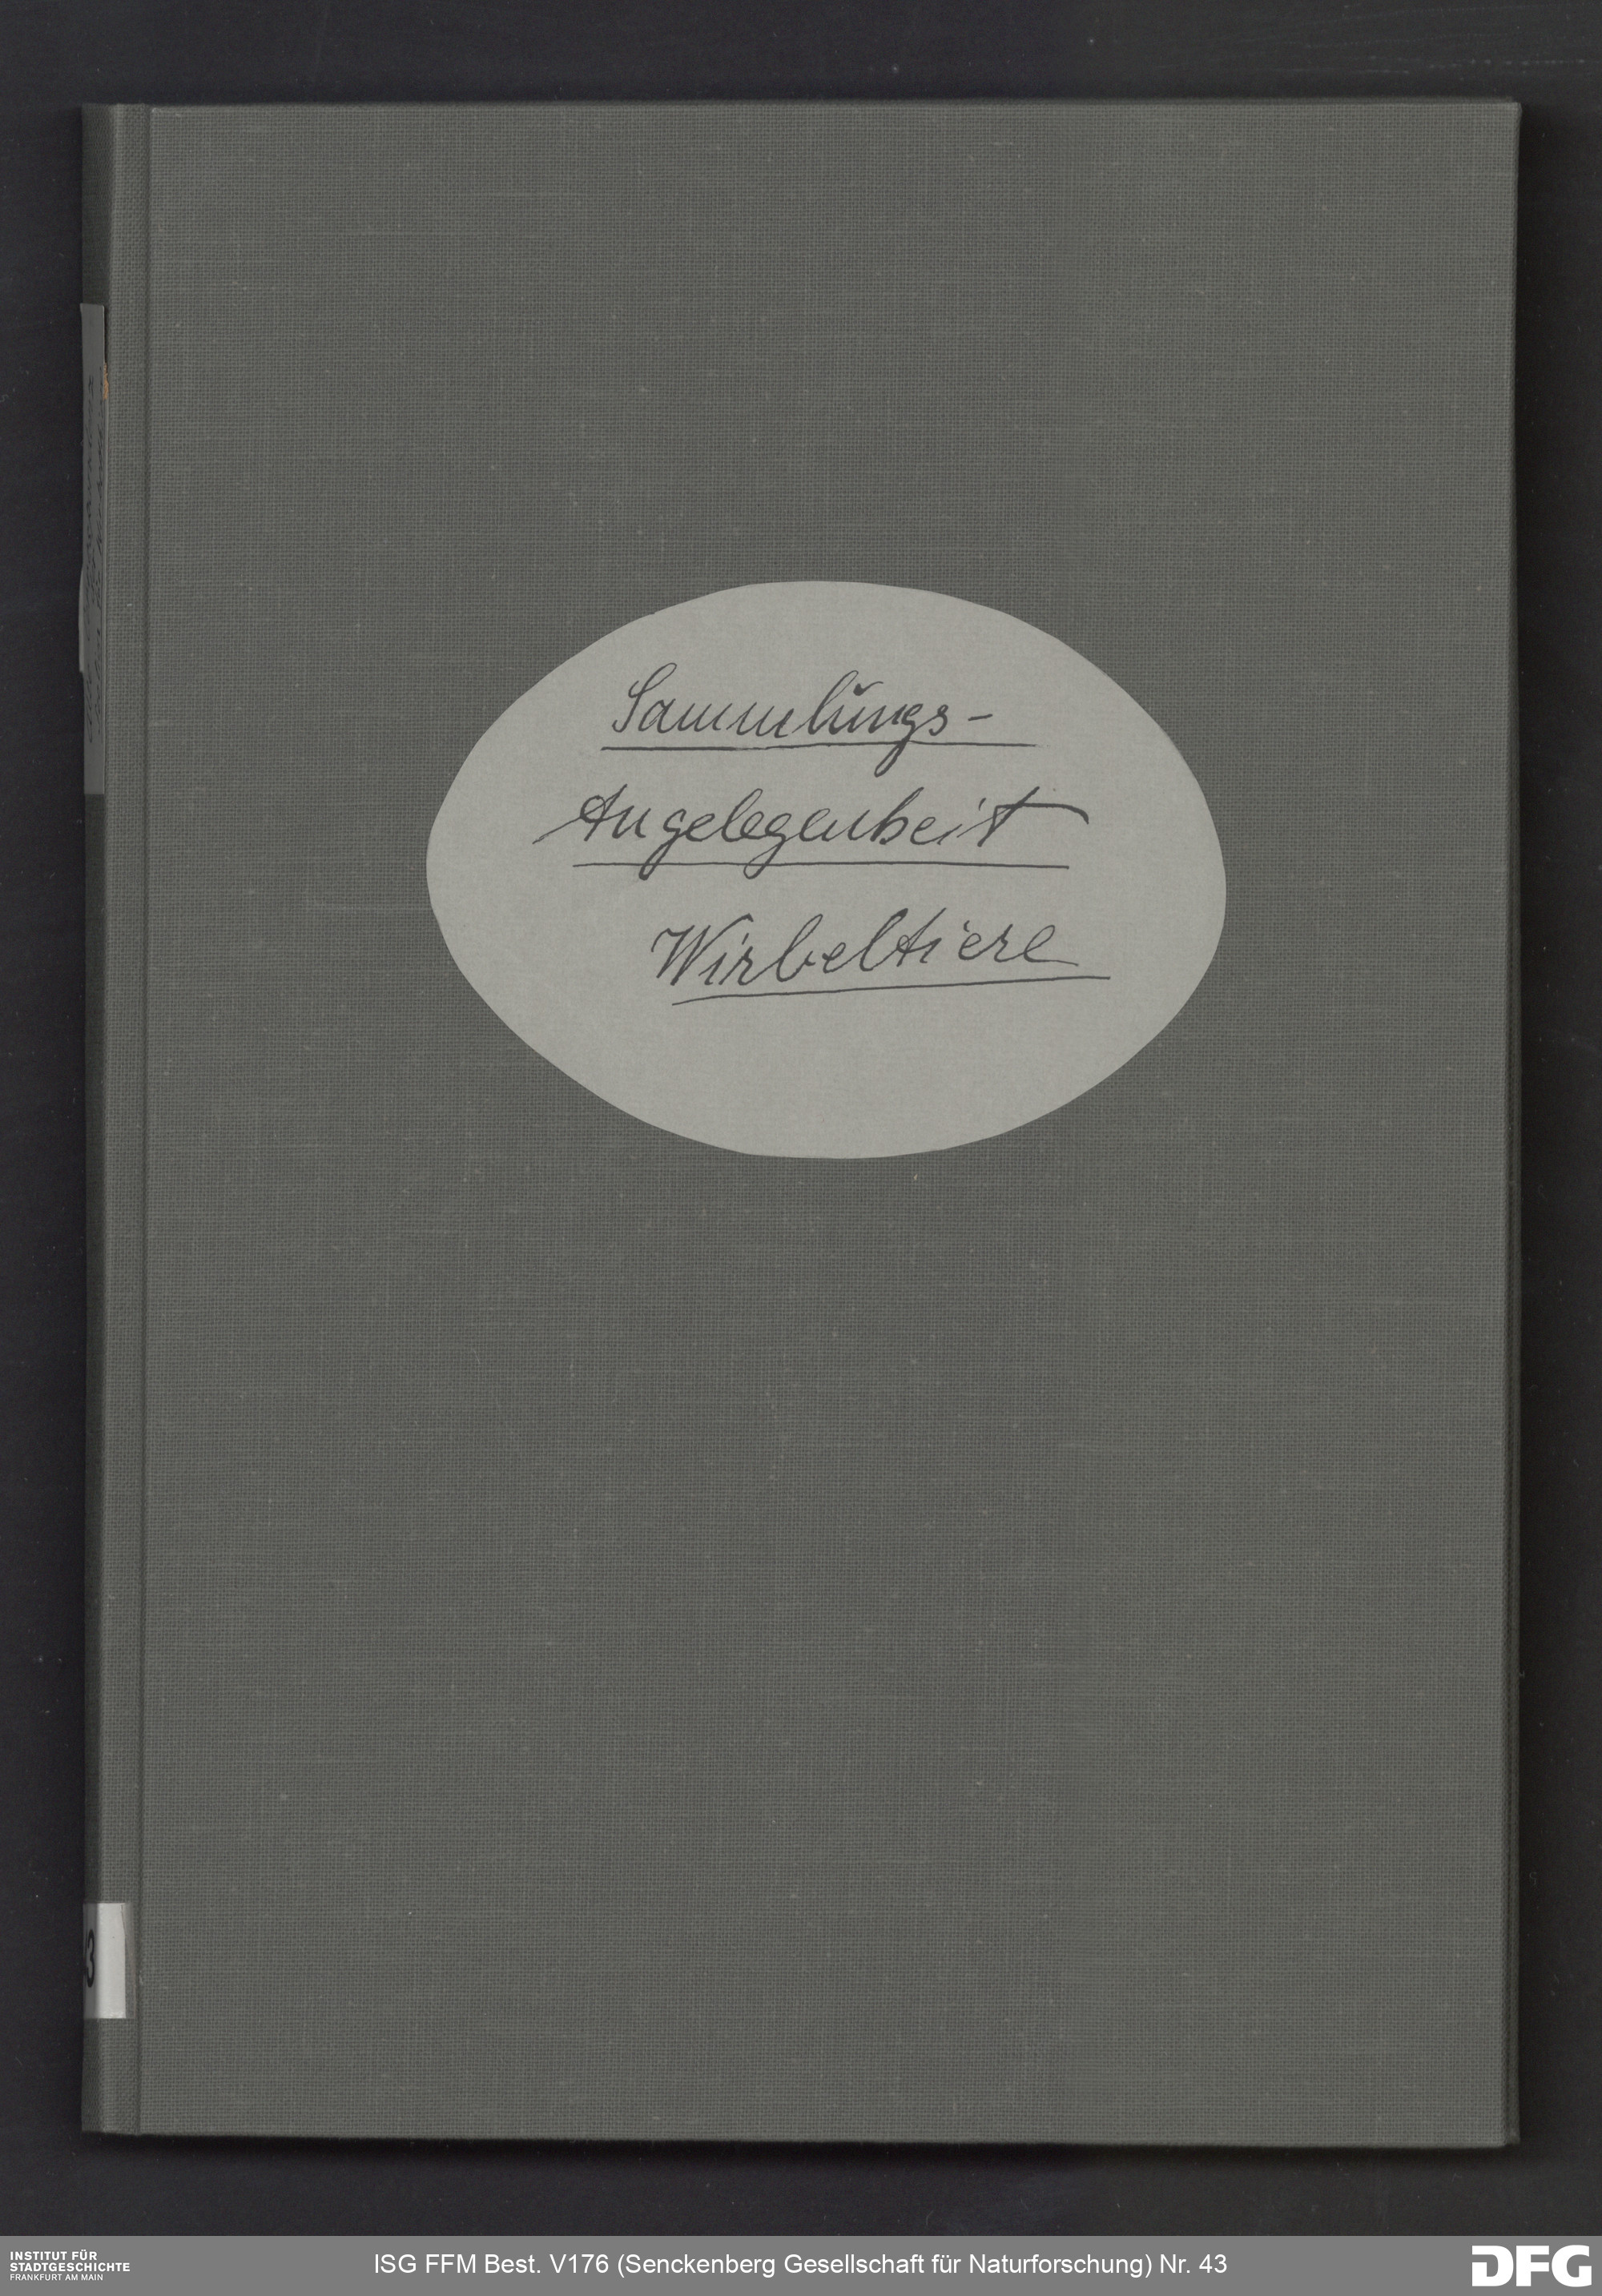 Sammlungs-
Angelegenheit
Wirbeltiere
3
INSTITUT FÜR
STADTGESCHICHTE
FRANKFURT AM MAIN
ISG FFM Best. V176 (Senckenberg Gesellschaft für Naturforschung) Nr. 43
DFG